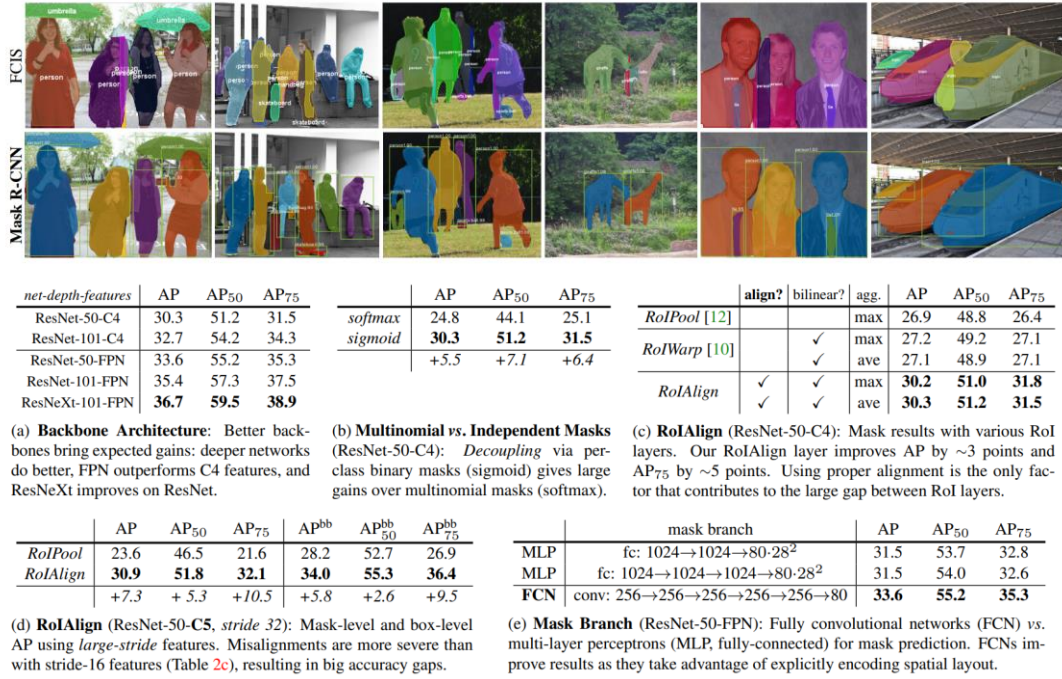 FCIS
umbrella
person
person
person
person
person
skateboard
skateboard
person
person
person
Mask R-CNN
net-depth-features AP AP50 AP75
ResNet-50-C4 30.3 51.2 31.5
ResNet-101-C4 32.7 54.2 34.3
ResNet-50-FPN 33.6 55.2 35.3
ResNet-101-FPN 35.4 57.3 37.5
ResNeXt-101-FPN 36.7 59.5 38.9
(a) Backbone Architecture: Better back-
bones bring expected gains: deeper networks
do better, FPN outperforms C4 features, and
ResNeXt improves on ResNet.
AP AP50 AP75
softmax 24.8 44.1 25.1
sigmoid 30.3 51.2 31.5
+5.5 +7.1 +6.4
(b) Multinomial vs. Independent Masks
(ResNet-50-C4): Decoupling via per-
class binary masks (sigmoid) gives large
gains over multinomial masks (softmax).
align? bilinear? agg. AP AP50 AP75
RoIPool [12] max 26.9 48.8 26.4
RoIWarp [10] ✓ max 27.2 49.2 27.1
✓ ave 27.1 48.9 27.1
RoIAlign ✓ ✓ max 30.2 51.0 31.8
✓ ✓ ave 30.3 51.2 31.5
(c) RoIAlign (ResNet-50-C4): Mask results with various RoI
layers. Our RoIAlign layer improves AP by ~3 points and
AP75 by ~5 points. Using proper alignment is the only fac-
tor that contributes to the large gap between RoI layers.
AP AP50 AP75 APbb APbb50 APbb75
RoIPool 23.6 46.5 21.6 28.2 52.7 26.9
RoIAlign 30.9 51.8 32.1 34.0 55.3 36.4
+7.3 + 5.3 +10.5 +5.8 +2.6 +9.5
(d) RoIAlign (ResNet-50-C5, stride 32): Mask-level and box-level
AP using large-stride features. Misalignments are more severe than
with stride-16 features (Table 2c), resulting in big accuracy gaps.
mask branch AP AP50 AP75
MLP fc: 1024→1024→80·28² 31.5 53.7 32.8
MLP fc: 1024→1024→1024→80·28² 31.5 54.0 32.6
FCN conv: 256→256→256→256→256→80 33.6 55.2 35.3
(e) Mask Branch (ResNet-50-FPN): Fully convolutional networks (FCN) vs.
multi-layer perceptrons (MLP, fully-connected) for mask prediction. FCNs im-
prove results as they take advantage of explicitly encoding spatial layout.